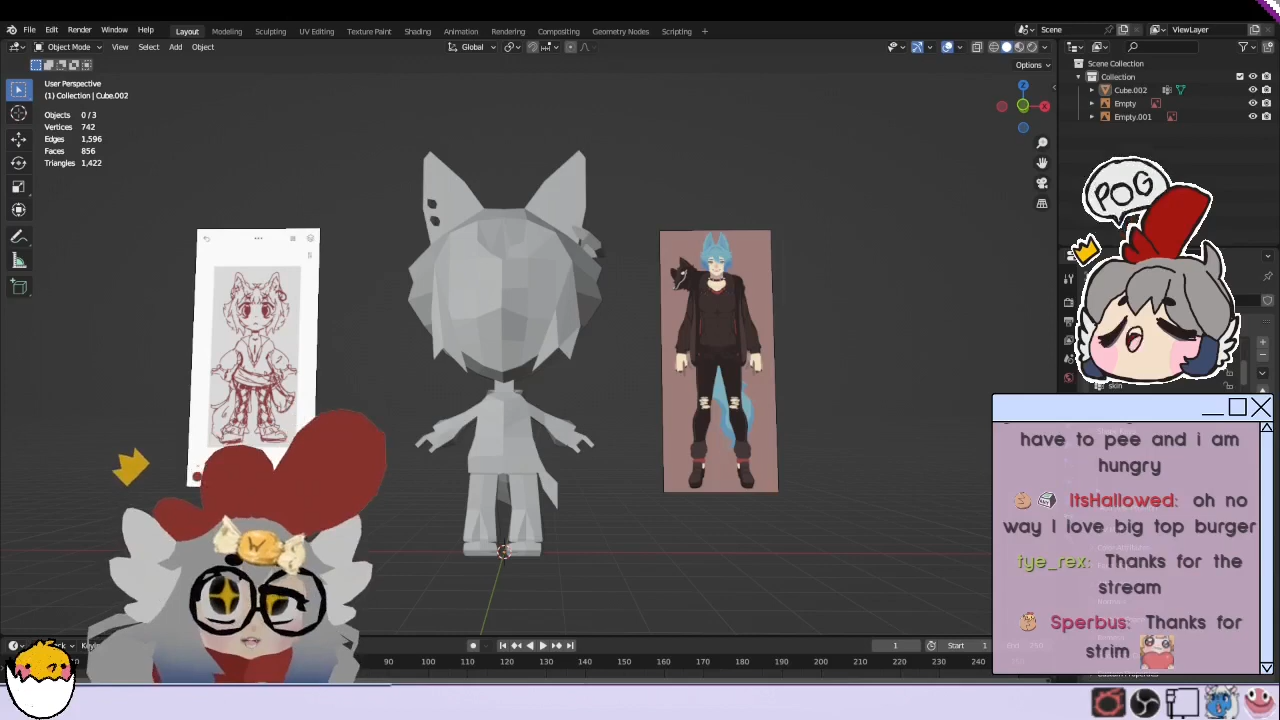 File Edit Render Window Help Layout Modeling Sculpting UV Editing Texture Paint Shading Animation Rendering Compositing Geometry Nodes Scripting + Scene ViewLayer
Object Mode View Select Add Object Global
Options
User Perspective
(1) Collection | Cube.002
Objects 0 / 3
Vertices 742
Edges 1,596
Faces 856
Triangles 1,422
Scene Collection
Collection
Cube.002
Empty
Empty.001
Z
X
POG
skin
have to pee and i am
hungry
ItsHallowed: oh no
way I love big top burger
tye_rex: Thanks for the
stream
Sperbus: Thanks for
strim
1 Start 1
90 100 110 120 130 140 150 160 170 180 190 200 210 220 230 240